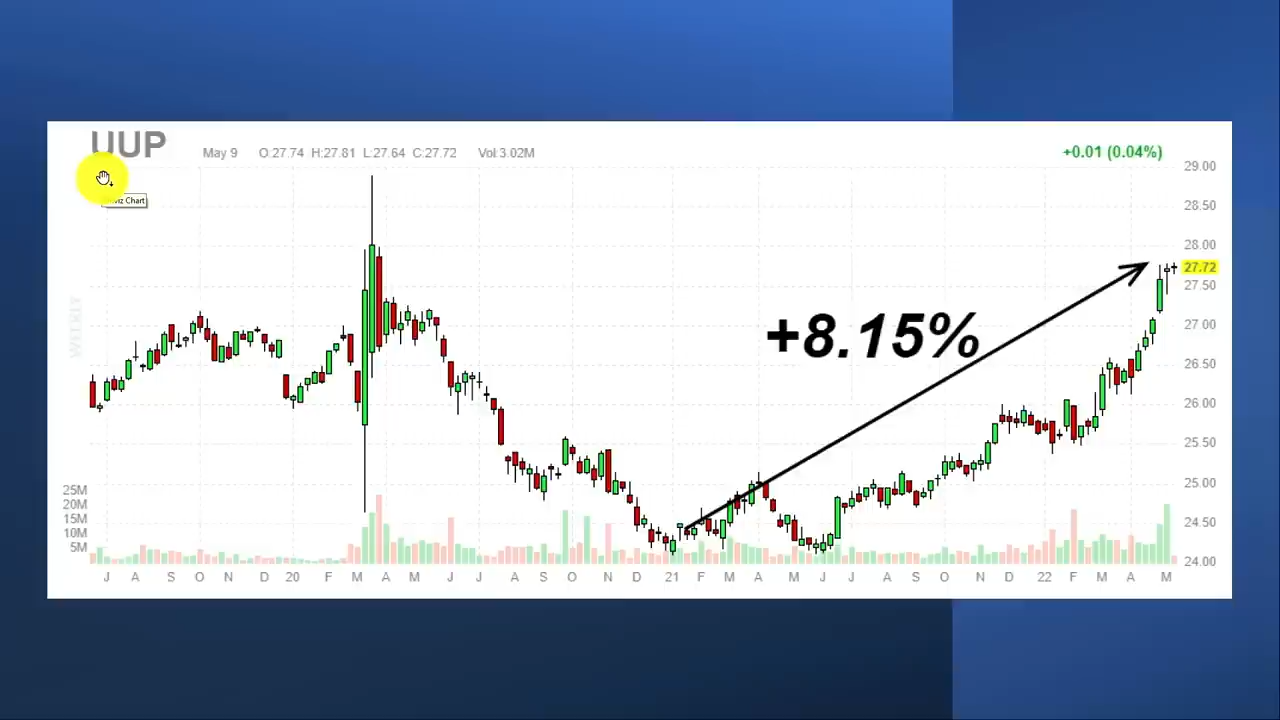 UUP
May 9 O:27.74 H:27.81 L:27.64 C:27.72 Vol:3.02M
+0.01 (0.04%)
29.00
28.50
28.00
27.72
27.50
27.00
26.50
26.00
25.50
25.00
24.50
24.00
+8.15%
WEEKLY
25M
20M
15M
10M
5M
J A S O N D 20 F M A M J J A S O N D 21 F M A M J J A S O N D 22 F M A M
Chart